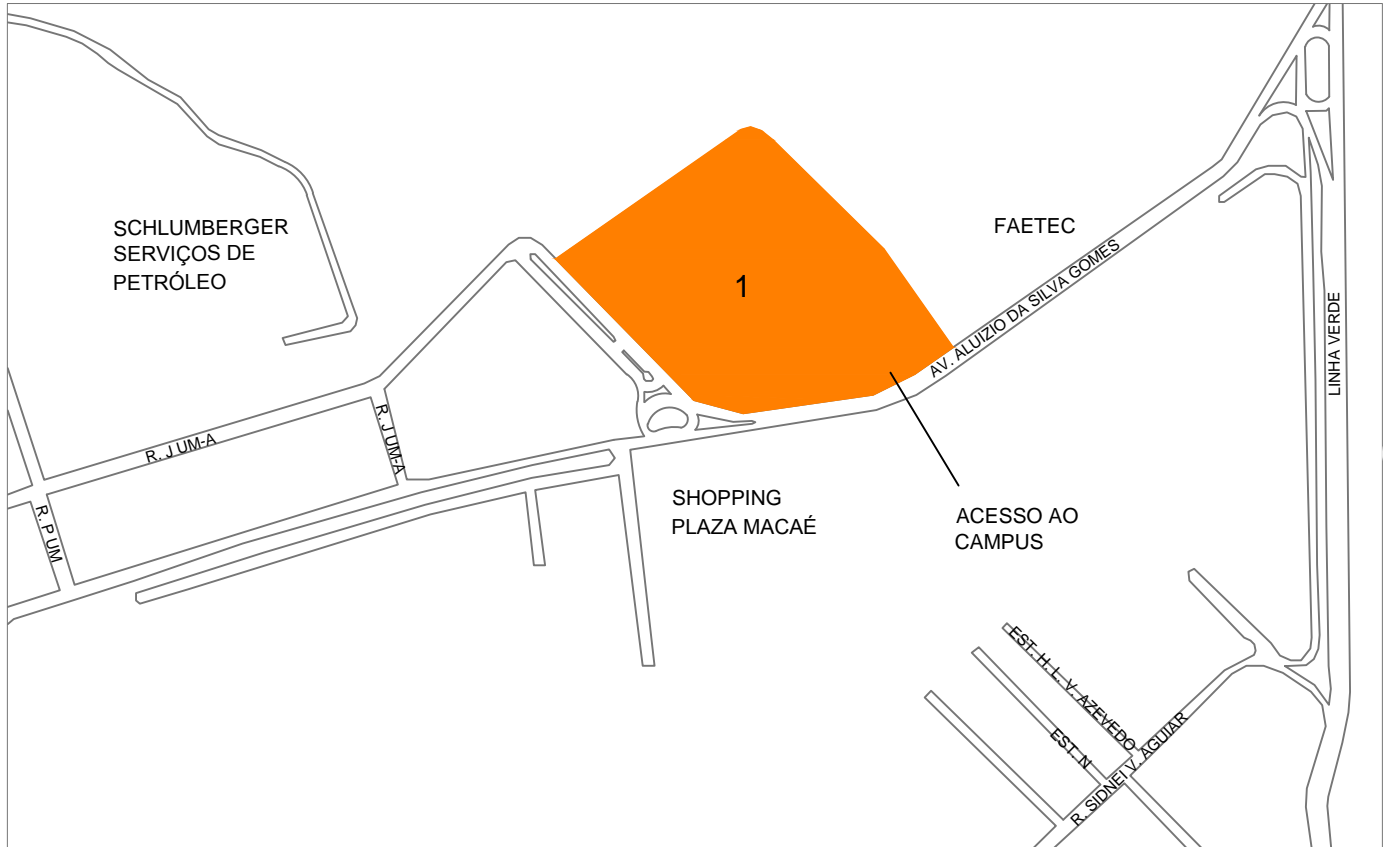 SCHLUMBERGER
SERVIÇOS DE
PETRÓLEO
FAETEC
1
AV. ALUIZIO DA SILVA GOMES
LINHA VERDE
R. J UM-A
R. J UM-A
R. P UM
SHOPPING
PLAZA MACAÉ
ACESSO AO
CAMPUS
EST. H. L. V. AZEVEDO
EST. N
R. SIDNEI V. AGUIAR